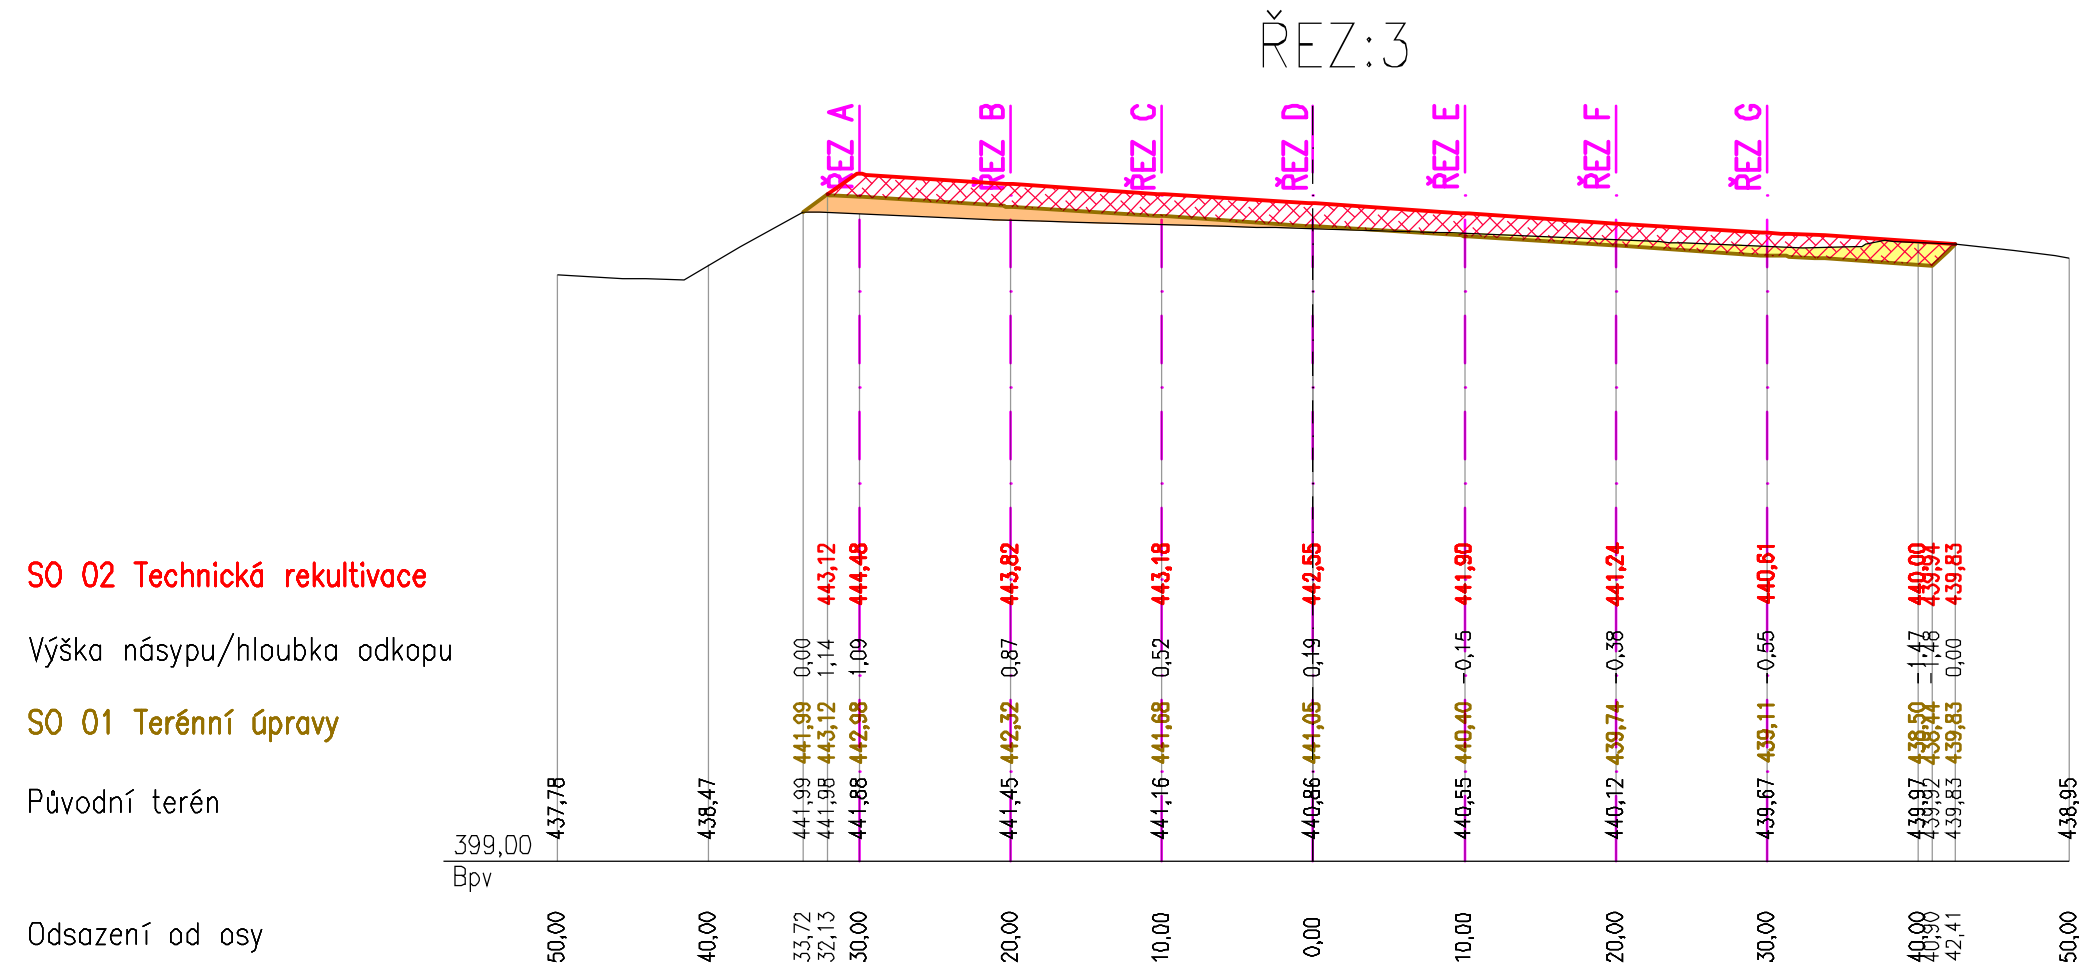 ŘEZ:3
ŘEZ A ŘEZ B ŘEZ C ŘEZ D ŘEZ E ŘEZ F ŘEZ G
SO 02 Technická rekultivace 443,12 444,48 443,82 443,18 442,55 441,90 441,24 440,61 440,00 439,94 439,83
Výška násypu/hloubka odkopu 0,00 1,14 1,09 0,87 0,52 0,19 -0,15 -0,38 -0,55 -1,47 -1,48 0,00
SO 01 Terénní úpravy 441,99 443,12 442,98 442,32 441,68 441,05 440,40 439,74 439,11 438,50 438,44 439,83
Původní terén 437,78 438,47 441,99 441,98 441,88 441,45 441,16 440,86 440,55 440,12 439,67 439,97 439,92 439,83 438,95
399,00
Bpv
Odsazení od osy 50,00 40,00 33,72 32,13 30,00 20,00 10,00 0,00 10,00 20,00 30,00 40,00 40,90 42,41 50,00